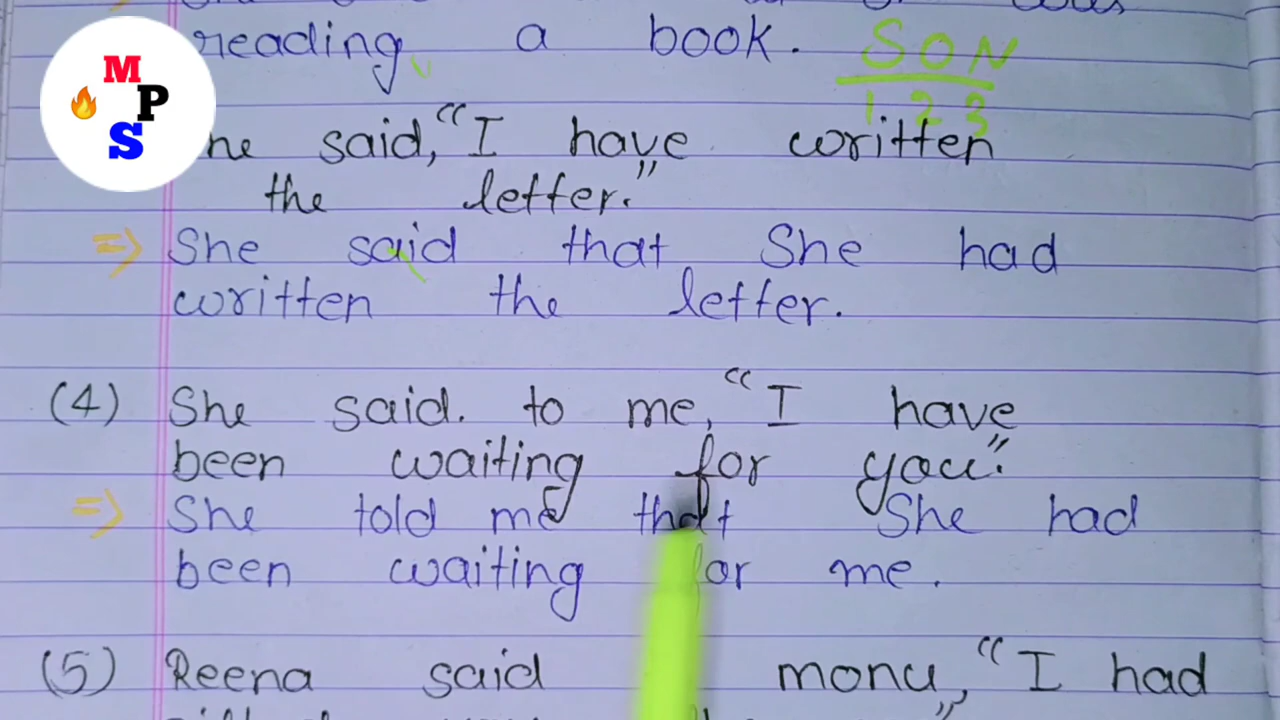 reading a book. SON
1 2 3
M
P
S
he said, "I have written
the letter."
=> She said that She had
written the letter.
(4) She said. to me, "I have
been waiting for you".
=> She told me that She had
been waiting for me.
(5) Reena said monu, "I had